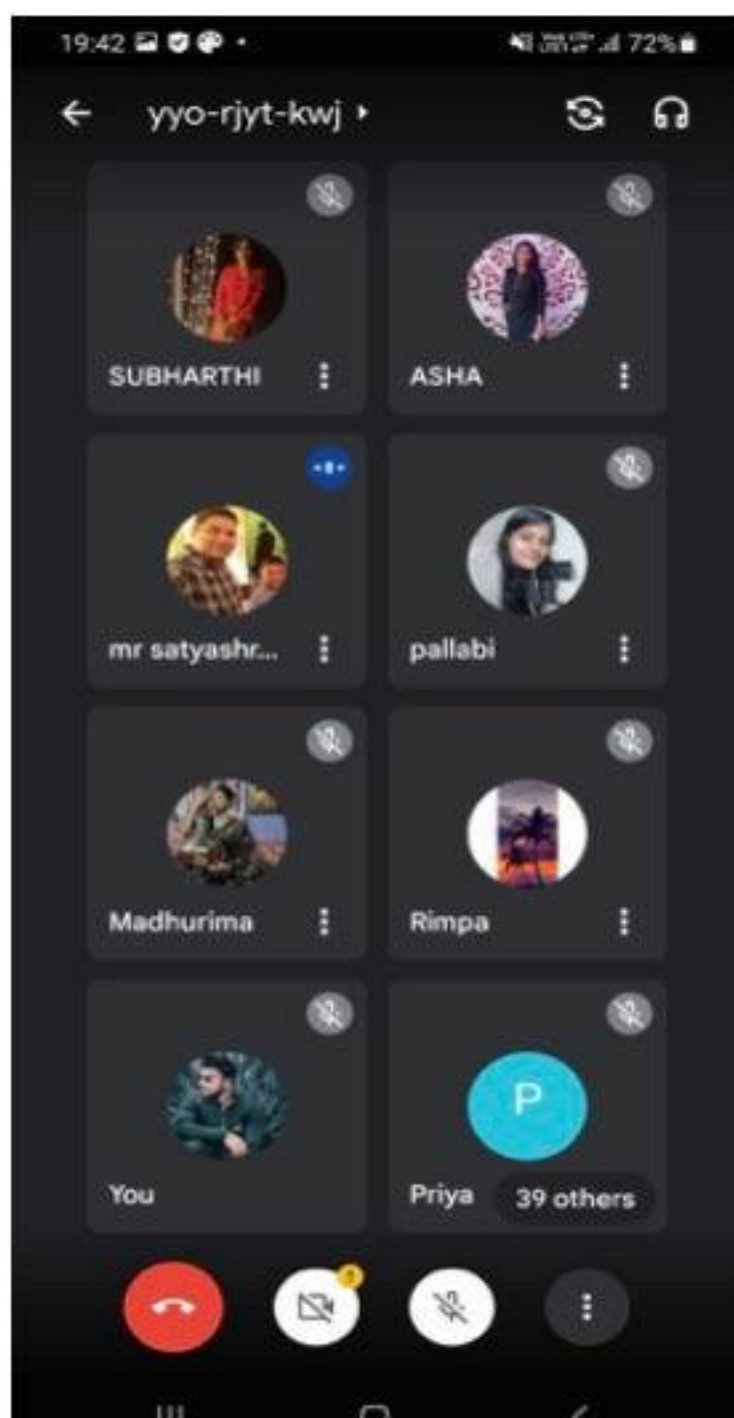 19:42
72%
yyo-rjyt-kwj
SUBHARTHI
ASHA
mr satyashr...
pallabi
Madhurima
Rimpa
You
P
Priya
39 others